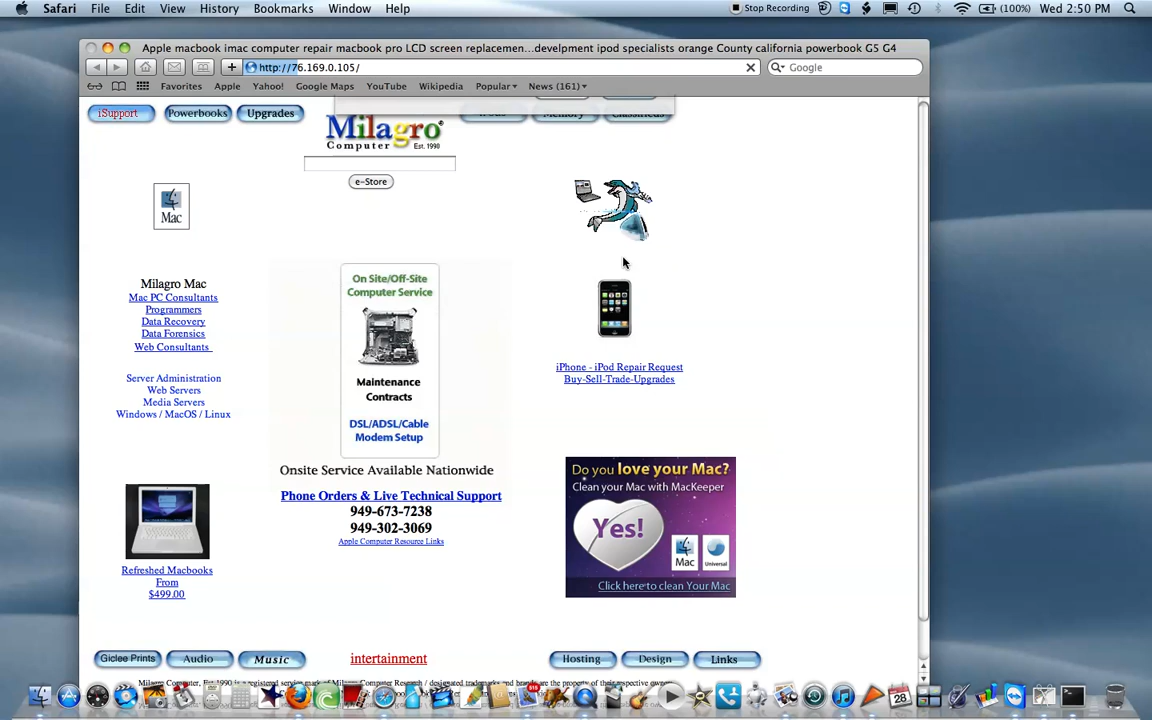 Safari File Edit View History Bookmarks Window Help Stop Recording (100%) Wed 2:50 PM
Apple macbook imac computer repair macbook pro LCD screen replacemen...develpment ipod specialists orange County california powerbook G5 G4
http://76.169.0.105/ Google
Favorites Apple Yahoo! Google Maps YouTube Wikipedia Popular News (161)
iSupport Powerbooks Upgrades Memory Classifieds
Milagro
Computer Est. 1990
e-Store
Mac
Milagro Mac
Mac PC Consultants
Programmers
Data Recovery
Data Forensics
Web Consultants
Server Administration
Web Servers
Media Servers
Windows / MacOS / Linux
Refreshed Macbooks
From
$499.00
On Site/Off-Site
Computer Service
Maintenance
Contracts
DSL/ADSL/Cable
Modem Setup
Onsite Service Available Nationwide
Phone Orders & Live Technical Support
949-673-7238
949-302-3069
Apple Computer Resource Links
iPhone - iPod Repair Request
Buy-Sell-Trade-Upgrades
Do you love your Mac?
Clean your Mac with MacKeeper
Yes!
Mac Universal
Click here to clean Your Mac
Giclee Prints Audio Music intertainment Hosting Design Links